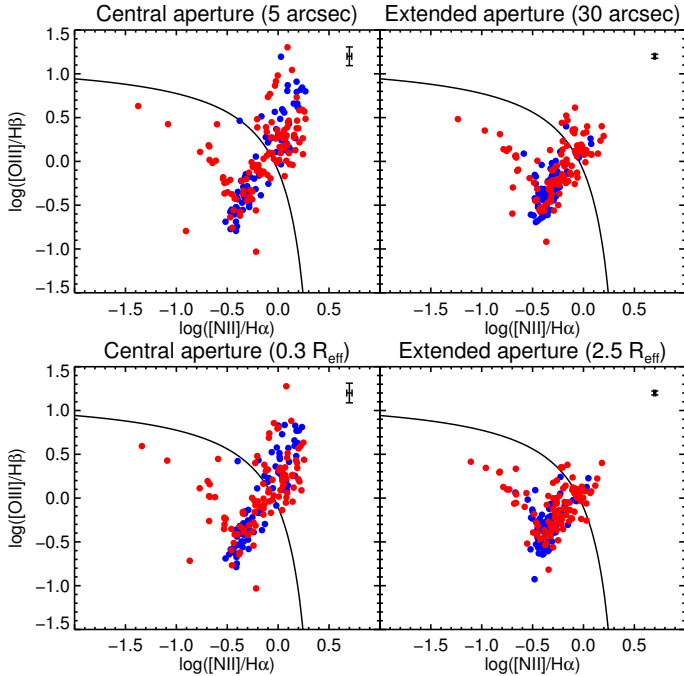 Central aperture (5 arcsec)
Extended aperture (30 arcsec)
1.5
1.0
0.5
0.0
−0.5
−1.0
1.5
log([OIII]/Hβ)
−1.5 −1.0 −0.5 0.0 0.5
−1.5 −1.0 −0.5 0.0 0.5
log([NII]/Hα)
log([NII]/Hα)
Central aperture (0.3 R_eff)
Extended aperture (2.5 R_eff)
1.0
0.5
0.0
−0.5
−1.0
−1.5
log([OIII]/Hβ)
−1.5 −1.0 −0.5 0.0 0.5
−1.5 −1.0 −0.5 0.0 0.5
log([NII]/Hα)
log([NII]/Hα)